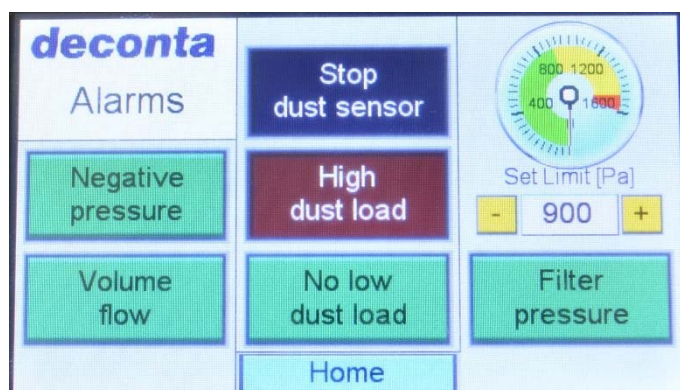 deconta
Alarms
Stop
dust sensor
800 1200
400 1600
0
Set Limit [Pa]
- 900 +
Negative
pressure
High
dust load
Volume
flow
No low
dust load
Filter
pressure
Home